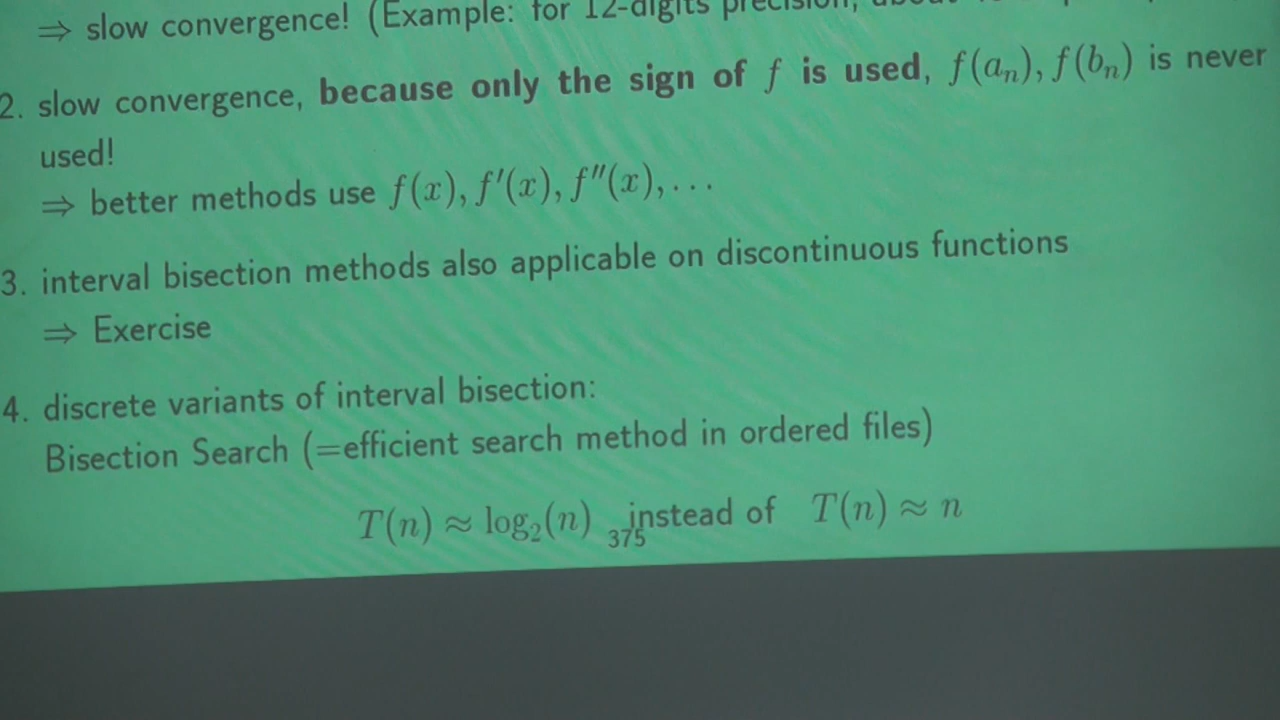 ⇒ slow convergence! (Example: for 12-digits precision,
2. slow convergence, because only the sign of f is used, f(aₙ), f(bₙ) is never
used!
⇒ better methods use f(x), f′(x), f″(x), . . .
3. interval bisection methods also applicable on discontinuous functions
⇒ Exercise
4. discrete variants of interval bisection:
Bisection Search (=efficient search method in ordered files)
T(n) ≈ log₂(n) instead of T(n) ≈ n
375